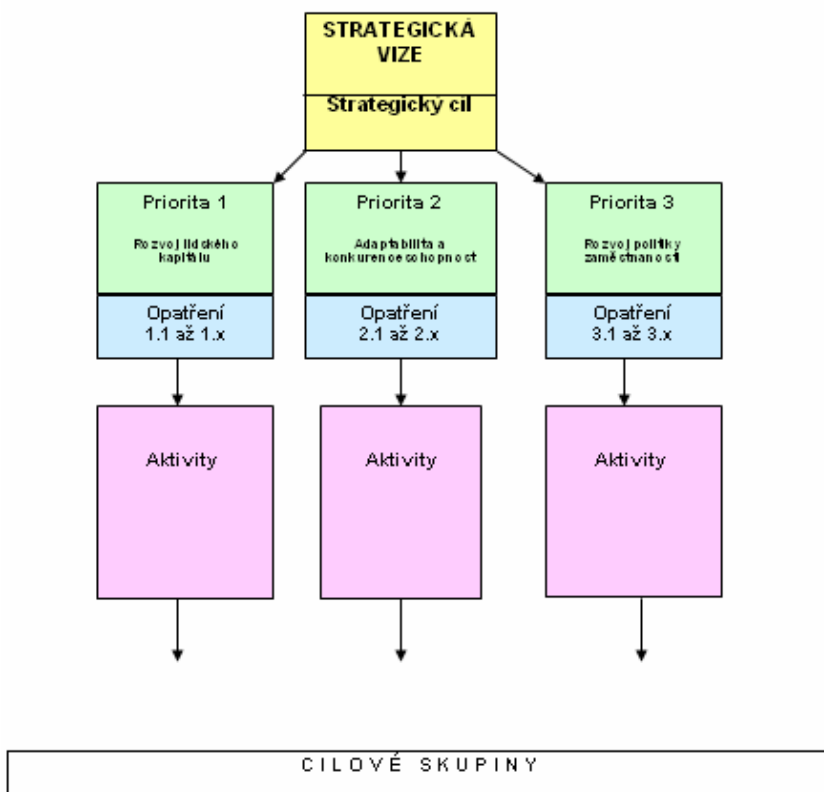 STRATEGICKÁ
VIZE
Strategický cíl
Priorita 1
Rozvoj lidského
kapitálu
Opatření
1.1 až 1.x
Priorita 2
Adaptabilita a
konkurenceschopnost
Opatření
2.1 až 2.x
Priorita 3
Rozvoj politiky
zaměstnanosti
Opatření
3.1 až 3.x
Aktivity
Aktivity
Aktivity
CILOVÉ SKUPINY